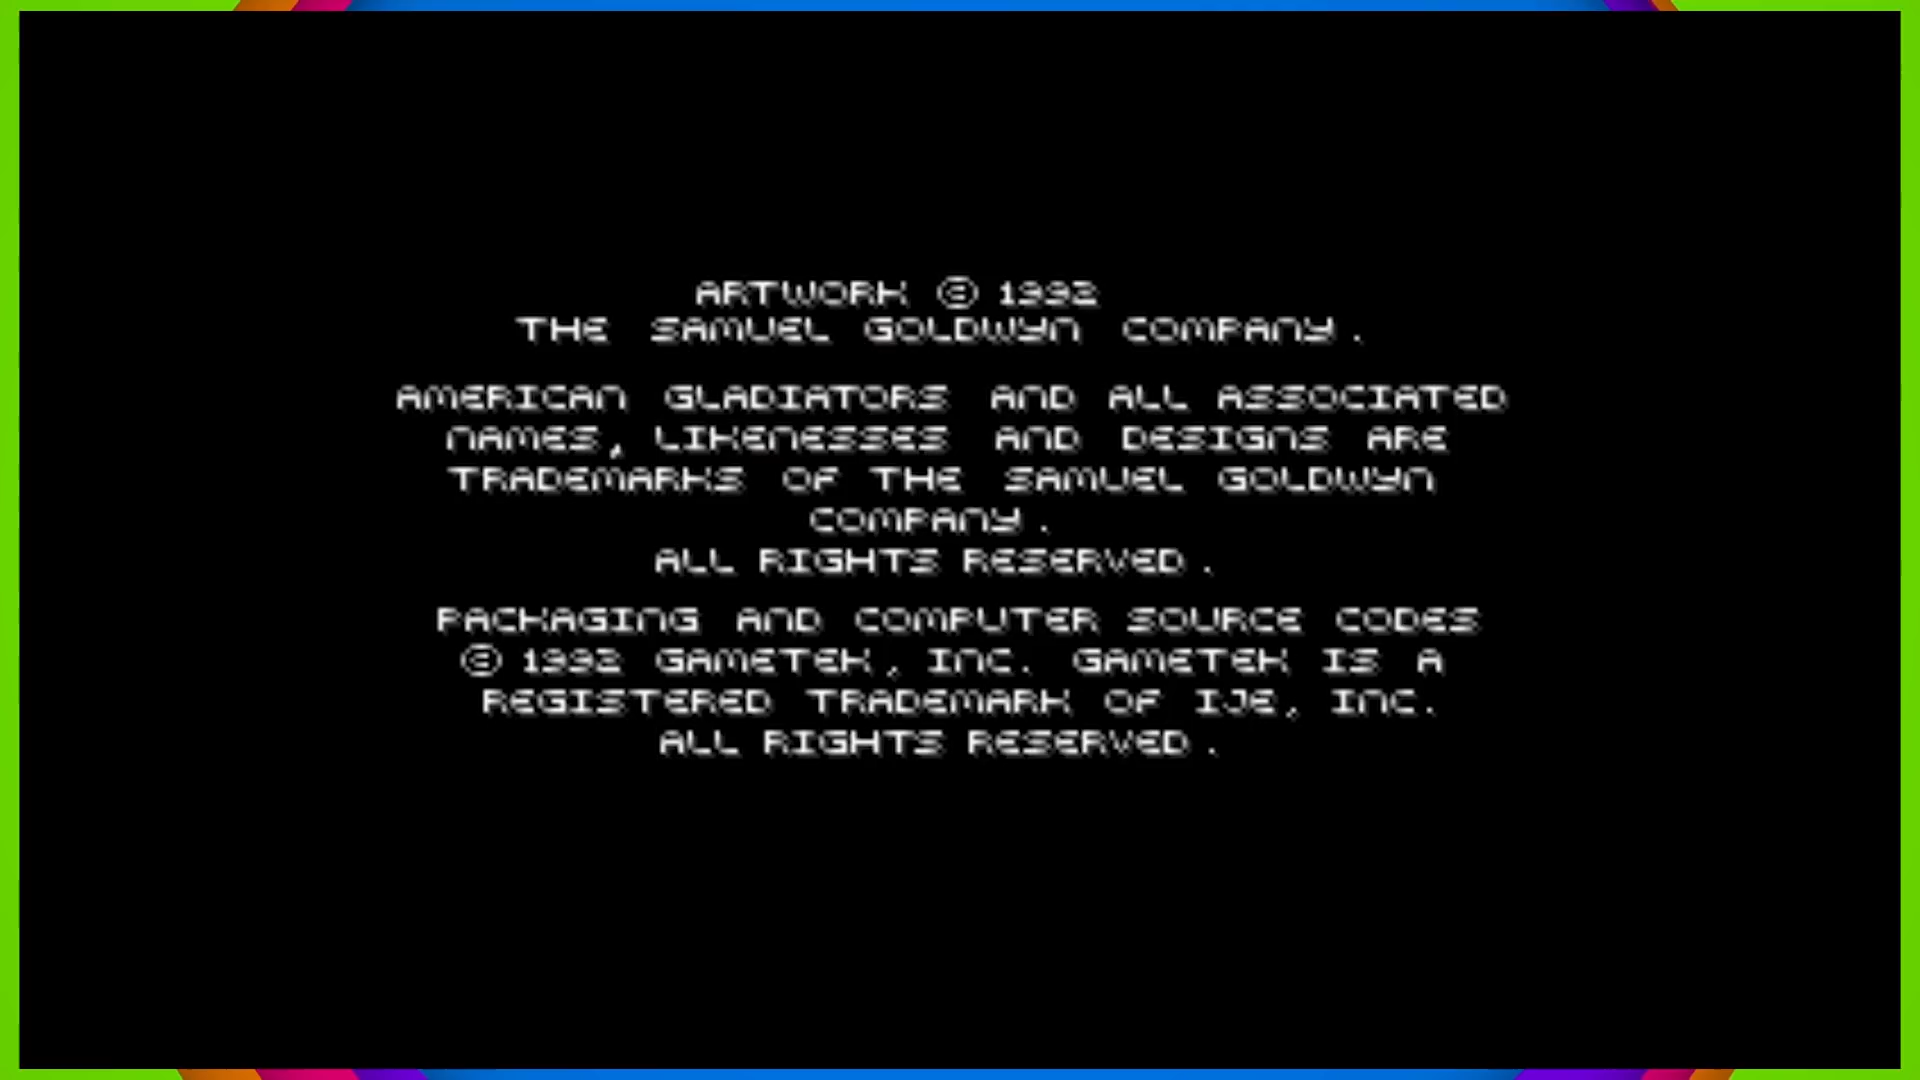 ARTWORK © 1992
THE SAMUEL GOLDWYN COMPANY.
AMERICAN GLADIATORS AND ALL ASSOCIATED
NAMES, LIKENESSES AND DESIGNS ARE
TRADEMARKS OF THE SAMUEL GOLDWYN
COMPANY.
ALL RIGHTS RESERVED.
PACKAGING AND COMPUTER SOURCE CODES
© 1992 GAMETEK, INC. GAMETEK IS A
REGISTERED TRADEMARK OF IJE, INC.
ALL RIGHTS RESERVED.